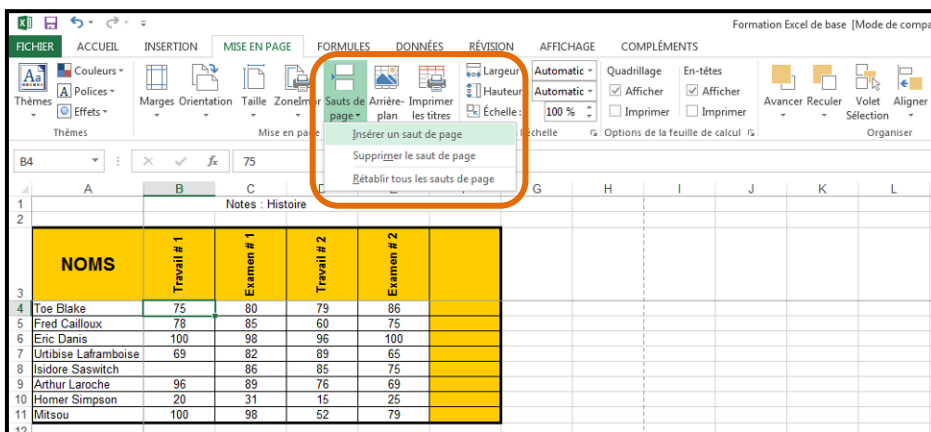 Formation Excel de base [Mode de compa
FICHIER ACCUEIL INSERTION MISE EN PAGE FORMULES DONNÉES RÉVISION AFFICHAGE COMPLÉMENTS
Couleurs Largeur : Automatic Quadrillage En-têtes
Aa A Polices Hauteur : Automatic Afficher Afficher
Thèmes Effets Marges Orientation Taille ZoneImpr Sauts de page Arrière-plan Imprimer les titres Échelle : 100 % Imprimer Imprimer Avancer Reculer Volet Sélection Aligner
Thèmes Mise en page échelle Options de la feuille de calcul Organiser
Insérer un saut de page
Supprimer le saut de page
Rétablir tous les sauts de page
B4 fx 75
A B C D E G H I J K L
1 Notes : Histoire
2
3 NOMS Travail # 1 Examen # 1 Travail # 2 Examen # 2
4 Toe Blake 75 80 79 86
5 Fred Cailloux 78 85 60 75
6 Eric Danis 100 98 96 100
7 Urtibise Laframboise 69 82 89 65
8 Isidore Saswitch 86 85 75
9 Arthur Laroche 96 89 76 69
10 Homer Simpson 20 31 15 25
11 Mitsou 100 98 52 79
12